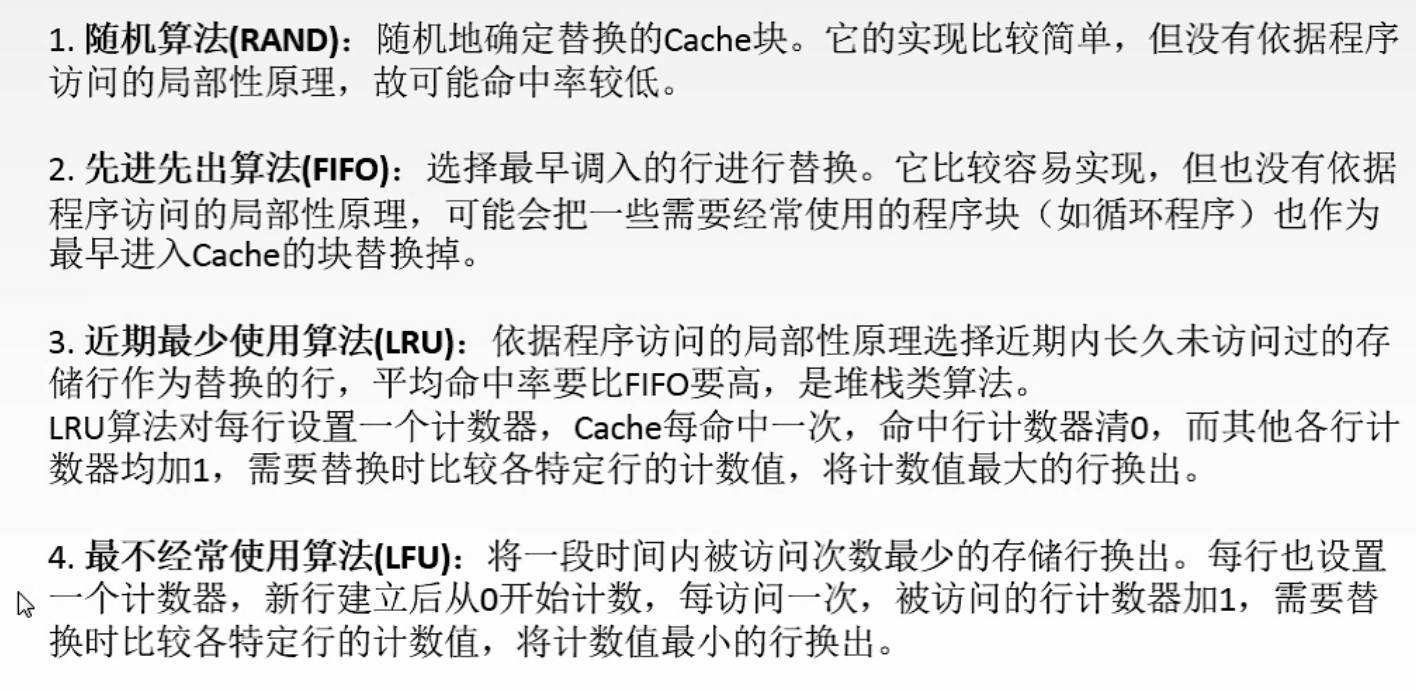 1. 随机算法(RAND)：随机地确定替换的Cache块。它的实现比较简单，但没有依据程序
访问的局部性原理，故可能命中率较低。
2. 先进先出算法(FIFO)：选择最早调入的行进行替换。它比较容易实现，但也没有依据
程序访问的局部性原理，可能会把一些需要经常使用的程序块（如循环程序）也作为
最早进入Cache的块替换掉。
3. 近期最少使用算法(LRU)：依据程序访问的局部性原理选择近期内长久未访问过的存
储行作为替换的行，平均命中率要比FIFO要高，是堆栈类算法。
LRU算法对每行设置一个计数器，Cache每命中一次，命中行计数器清0，而其他各行计
数器均加1，需要替换时比较各特定行的计数值，将计数值最大的行换出。
4. 最不经常使用算法(LFU)：将一段时间内被访问次数最少的存储行换出。每行也设置
一个计数器，新行建立后从0开始计数，每访问一次，被访问的行计数器加1，需要替
换时比较各特定行的计数值，将计数值最小的行换出。